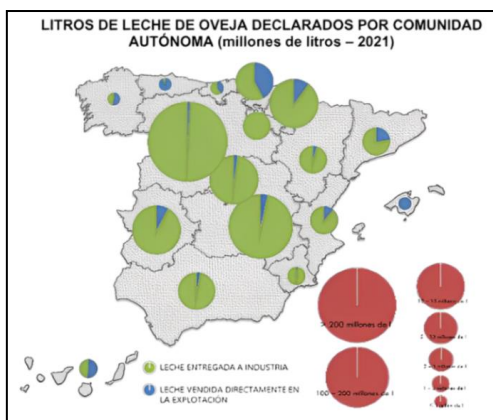 LITROS DE LECHE DE OVEJA DECLARADOS POR COMUNIDAD
AUTÓNOMA (millones de litros – 2021)
> 200 millones de l
100 – 200 millones de l
LECHE ENTREGADA A INDUSTRIA
LECHE VENDIDA DIRECTAMENTE EN
LA EXPLOTACIÓN